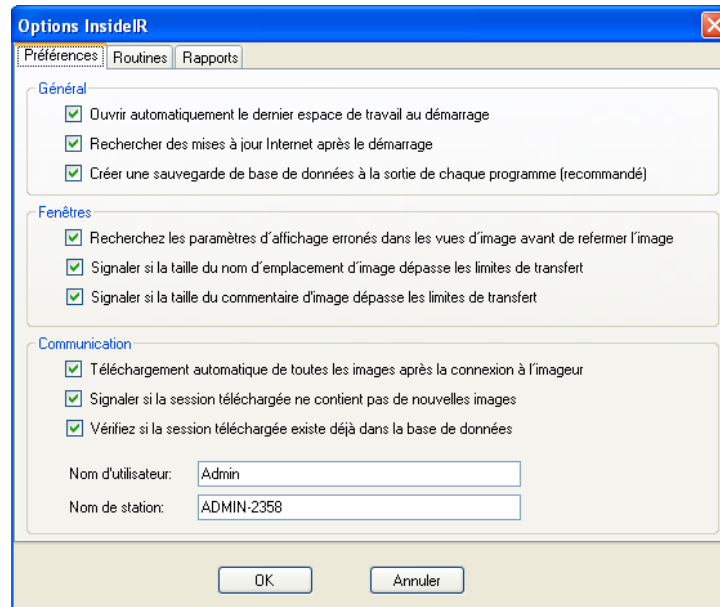 Options InsideIR
Préférences Routines Rapports
Général
Ouvrir automatiquement le dernier espace de travail au démarrage
Rechercher des mises à jour Internet après le démarrage
Créer une sauvegarde de base de données à la sortie de chaque programme (recommandé)
Fenêtres
Recherchez les paramètres d´affichage erronés dans les vues d´image avant de refermer l´image
Signaler si la taille du nom d´emplacement d´image dépasse les limites de transfert
Signaler si la taille du commentaire d'image dépasse les limites de transfert
Communication
Téléchargement automatique de toutes les images après la connexion à l´imageur
Signaler si la session téléchargée ne contient pas de nouvelles images
Vérifiez si la session téléchargée existe déjà dans la base de données
Nom d'utilisateur: Admin
Nom de station: ADMIN-2358
OK Annuler